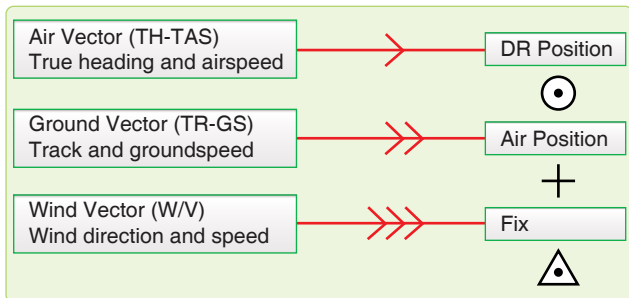 Air Vector (TH-TAS)
True heading and airspeed
DR Position
Ground Vector (TR-GS)
Track and groundspeed
Air Position
Wind Vector (W/V)
Wind direction and speed
Fix